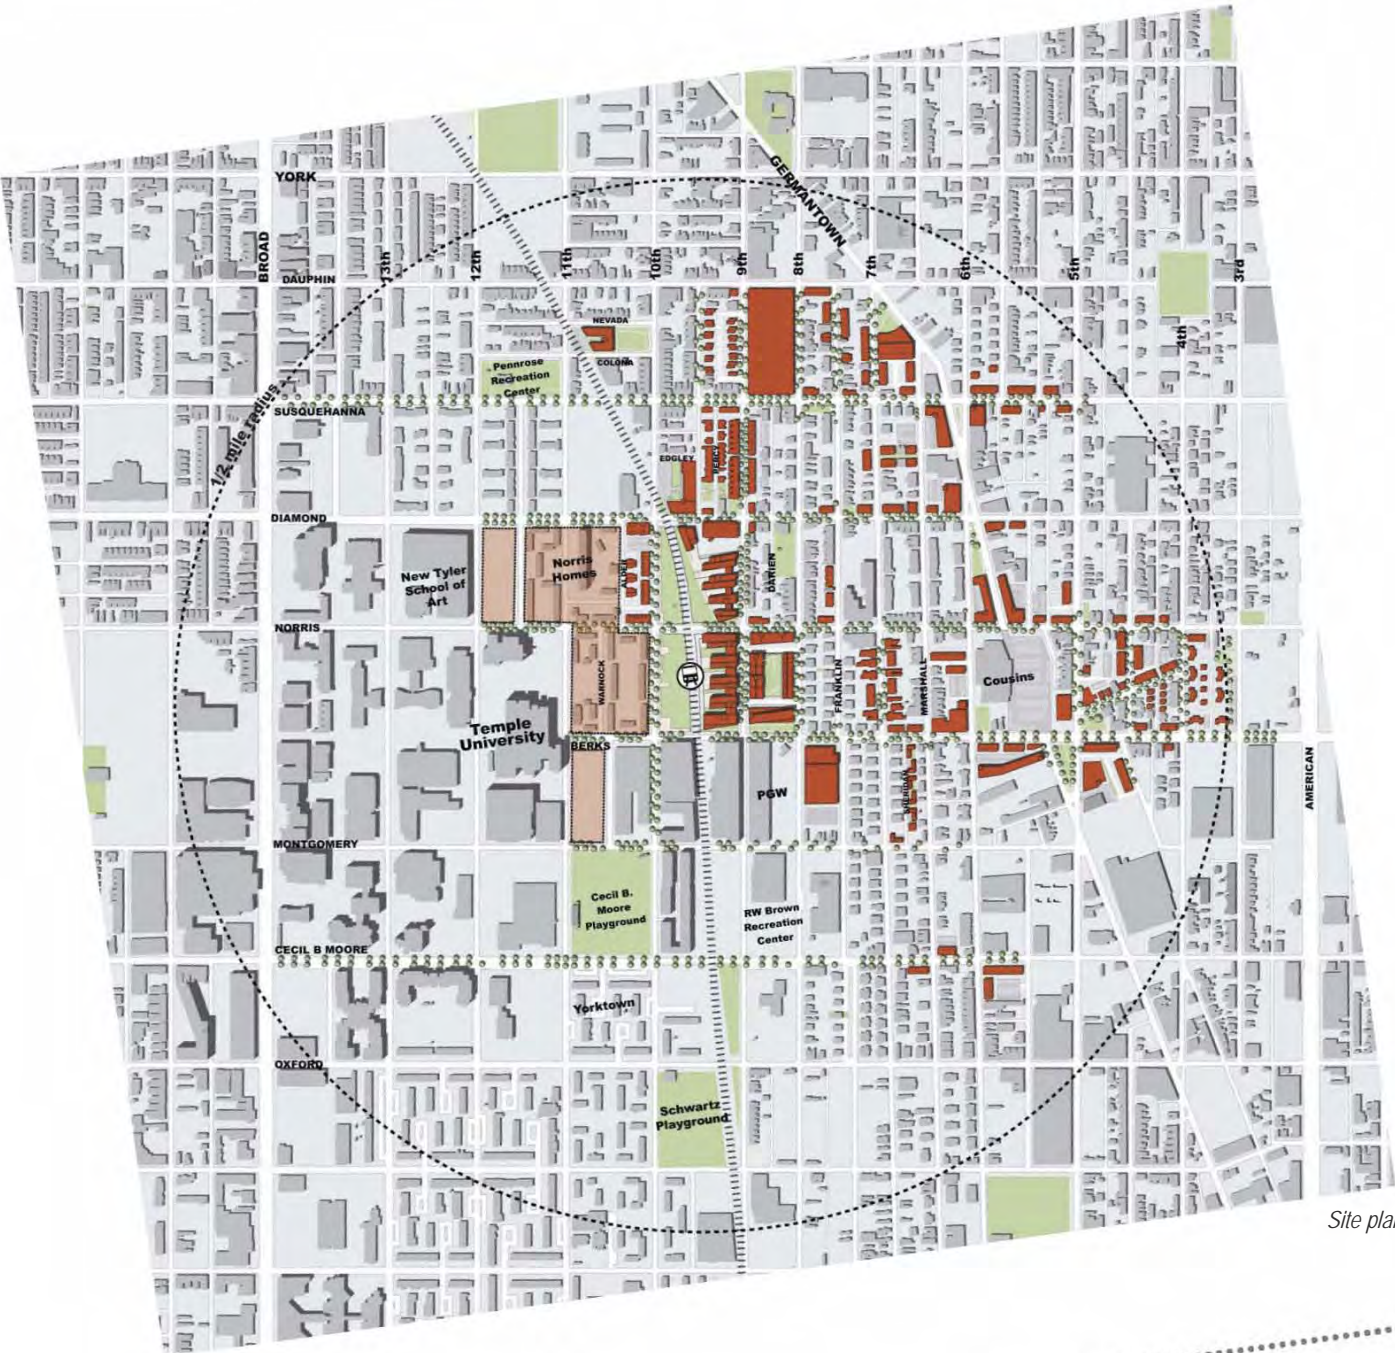 YORK
GERMANTOWN
BROAD
DAUPHIN
13th
12th
11th
10th
9th
8th
7th
6th
5th
4th
3rd
NEVADA
COLONA
Pennrose
Recreation
Center
1/2 mile radius
SUSQUEHANNA
EDGLEY
PERCY
DIAMOND
New Tyler
School of
Art
Norris
Homes
ALDER
DARIEN
NORRIS
WARNOCK
FRANKLIN
MARSHALL
Cousins
Temple
University
BERKS
PGW
SHERIDAN
AMERICAN
MONTGOMERY
Cecil B.
Moore
Playground
RW Brown
Recreation
Center
CECIL B MOORE
Yorktown
OXFORD
Schwartz
Playground
Site plan